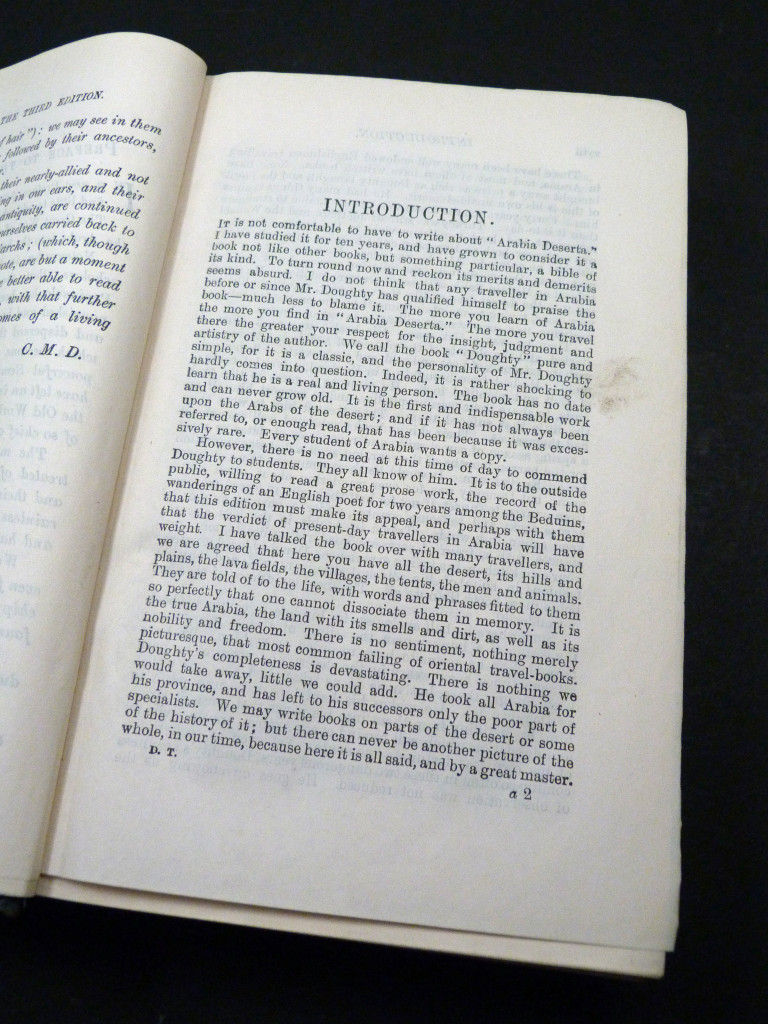 THE THIRD EDITION.
of hair"); we may see in them
followed by their ancestors,
their nearly-allied and not
ing in our ears, and their
antiquity, are continued
ourselves carried back to
archs; (which, though
ote, are but a moment
better able to read
, with that further
omes of a living
C. M. D.
INTRODUCTION.
IT is not comfortable to have to write about "Arabia Deserta."
I have studied it for ten years, and have grown to consider it a
book not like other books, but something particular, a bible of
its kind. To turn round now and reckon its merits and demerits
seems absurd. I do not think that any traveller in Arabia
before or since Mr. Doughty has qualified himself to praise the
book—much less to blame it. The more you learn of Arabia
the more you find in "Arabia Deserta." The more you travel
there the greater your respect for the insight, judgment and
artistry of the author. We call the book "Doughty" pure and
simple, for it is a classic, and the personality of Mr. Doughty
hardly comes into question. Indeed, it is rather shocking to
learn that he is a real and living person. The book has no date
and can never grow old. It is the first and indispensable work
upon the Arabs of the desert; and if it has not always been
referred to, or enough read, that has been because it was exces-
sively rare. Every student of Arabia wants a copy.
However, there is no need at this time of day to commend
Doughty to students. They all know of him. It is to the outside
public, willing to read a great prose work, the record of the
wanderings of an English poet for two years among the Beduins,
that this edition must make its appeal, and perhaps with them
that the verdict of present-day travellers in Arabia will have
weight. I have talked the book over with many travellers, and
we are agreed that here you have all the desert, its hills and
plains, the lava fields, the villages, the tents, the men and animals.
They are told of to the life, with words and phrases fitted to them
so perfectly that one cannot dissociate them in memory. It is
the true Arabia, the land with its smells and dirt, as well as its
nobility and freedom. There is no sentiment, nothing merely
picturesque, that most common failing of oriental travel-books.
Doughty's completeness is devastating. There is nothing we
would take away, little we could add. He took all Arabia for
his province, and has left to his successors only the poor part of
specialists. We may write books on parts of the desert or some
of the history of it; but there can never be another picture of the
whole, in our time, because here it is all said, and by a great master.
D. T.
a 2